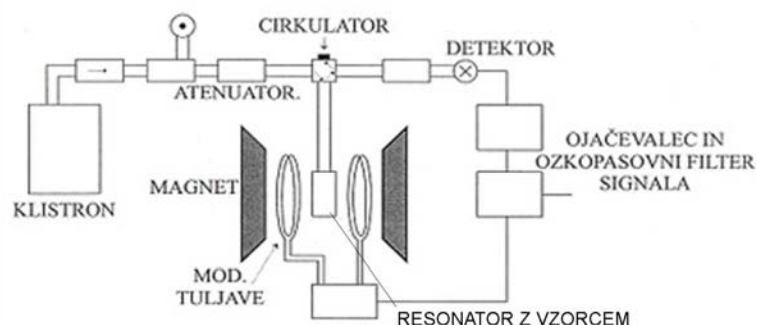 CIRKULATOR
DETEKTOR
ATENUATOR.
OJAČEVALEC IN
OZKOPASOVNI FILTER
SIGNALA
MAGNET
KLISTRON
MOD.
TULJAVE
RESONATOR Z VZORCEM